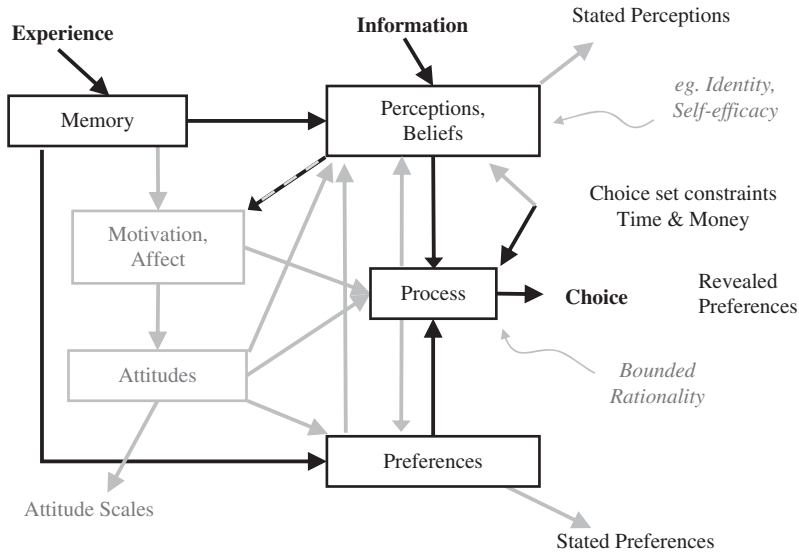 Stated Perceptions
Information
Experience
eg. Identity,
Self-efficacy
Memory
Perceptions,
Beliefs
Choice set constraints
Time & Money
Motivation,
Affect
Process
Choice
Revealed
Preferences
Attitudes
Bounded
Rationality
Preferences
Attitude Scales
Stated Preferences